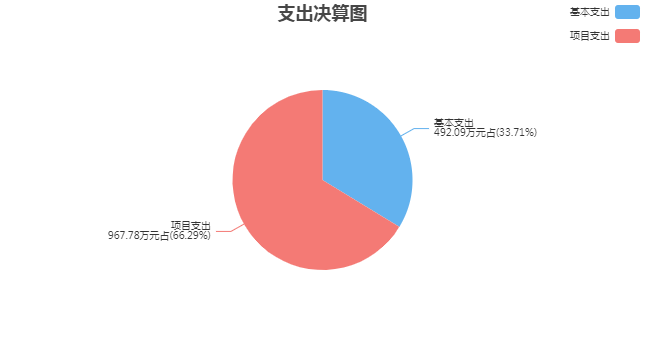 支出决算图
基本支出
项目支出
基本支出
492.09万元占(33.71%)
项目支出
967.78万元占(66.29%)